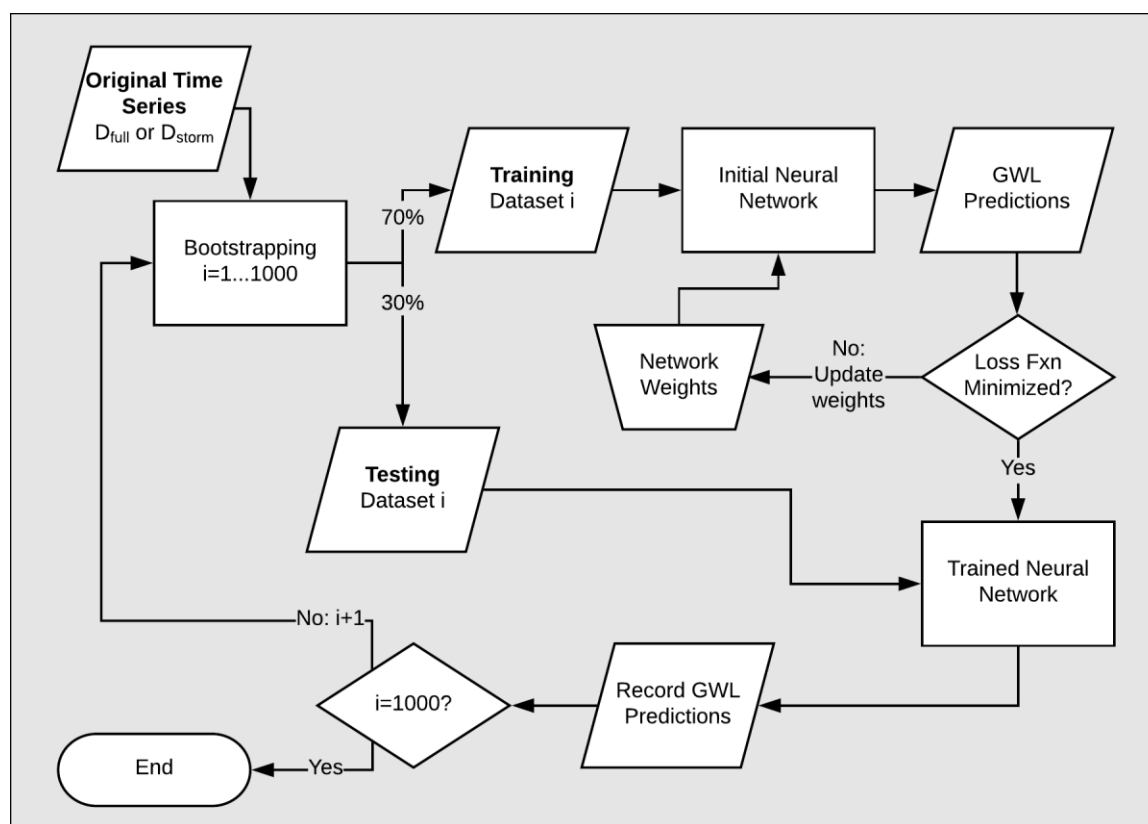 Original Time
Series
D_full or D_storm
Bootstrapping
i=1...1000
70%
30%
Training
Dataset i
Initial Neural
Network
GWL
Predictions
Network
Weights
No:
Update
weights
Loss Fxn
Minimized?
Testing
Dataset i
Yes
Trained Neural
Network
No: i+1
i=1000?
Record GWL
Predictions
End
Yes